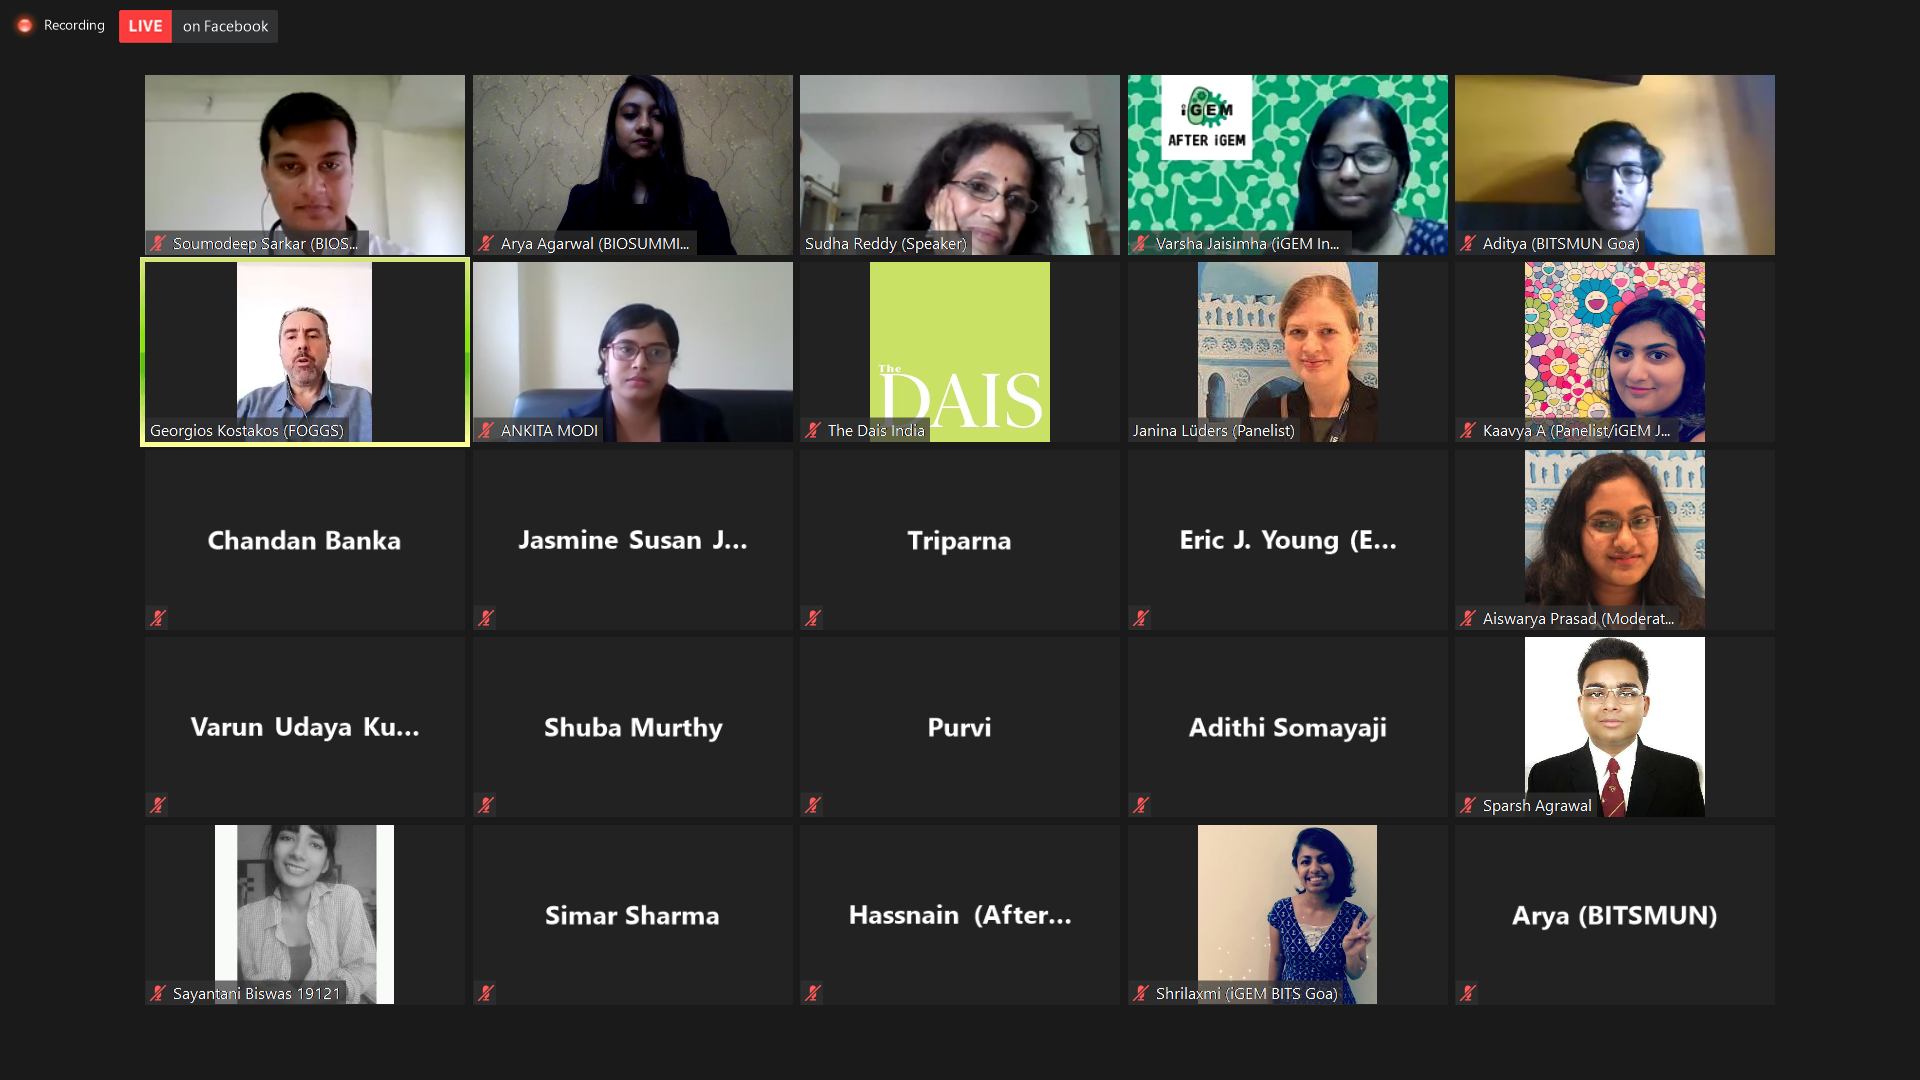 Recording
LIVE on Facebook
iGEM
AFTER iGEM
Soumodeep Sarkar (BIOS...
Arya Agarwal (BIOSUMMI...
Sudha Reddy (Speaker)
Varsha Jaisimha (iGEM In...
Aditya (BITSMUN Goa)
Georgios Kostakos (FOGGS)
ANKITA MODI
The
DAIS
The Dais India
Janina Lüders (Panelist)
Kaavya A (Panelist/iGEM J...
Chandan Banka
Jasmine Susan J...
Triparna
Eric J. Young (E...
Aiswarya Prasad (Moderat...
Varun Udaya Ku...
Shuba Murthy
Purvi
Adithi Somayaji
Sparsh Agrawal
Sayantani Biswas 19121
Simar Sharma
Hassnain (After...
Shrilaxmi (iGEM BITS Goa)
Arya (BITSMUN)